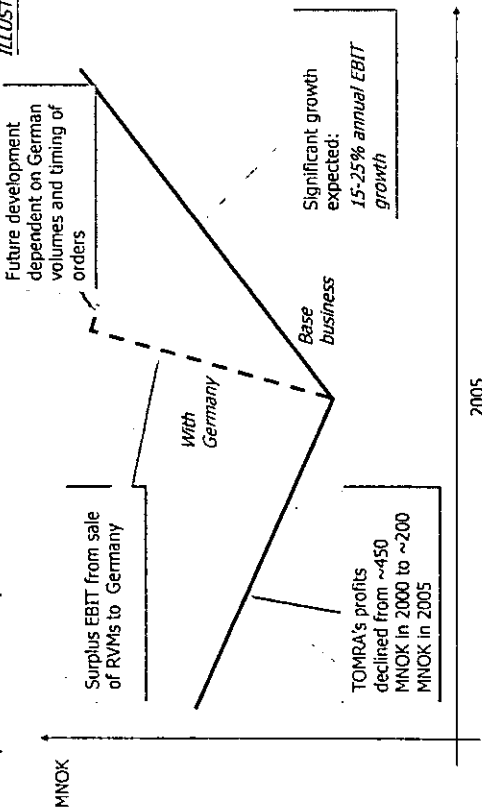 MNOK
Surplus EBIT from sale
of RVMs to Germany
Future development
dependent on German
volumes and timing of
orders
With
Germany
Base
business
TOMRA's profits
declined from ~450
MNOK in 2000 to ~200
MNOK in 2005
Significant growth
expected:
15-25% annual EBIT
growth
2005